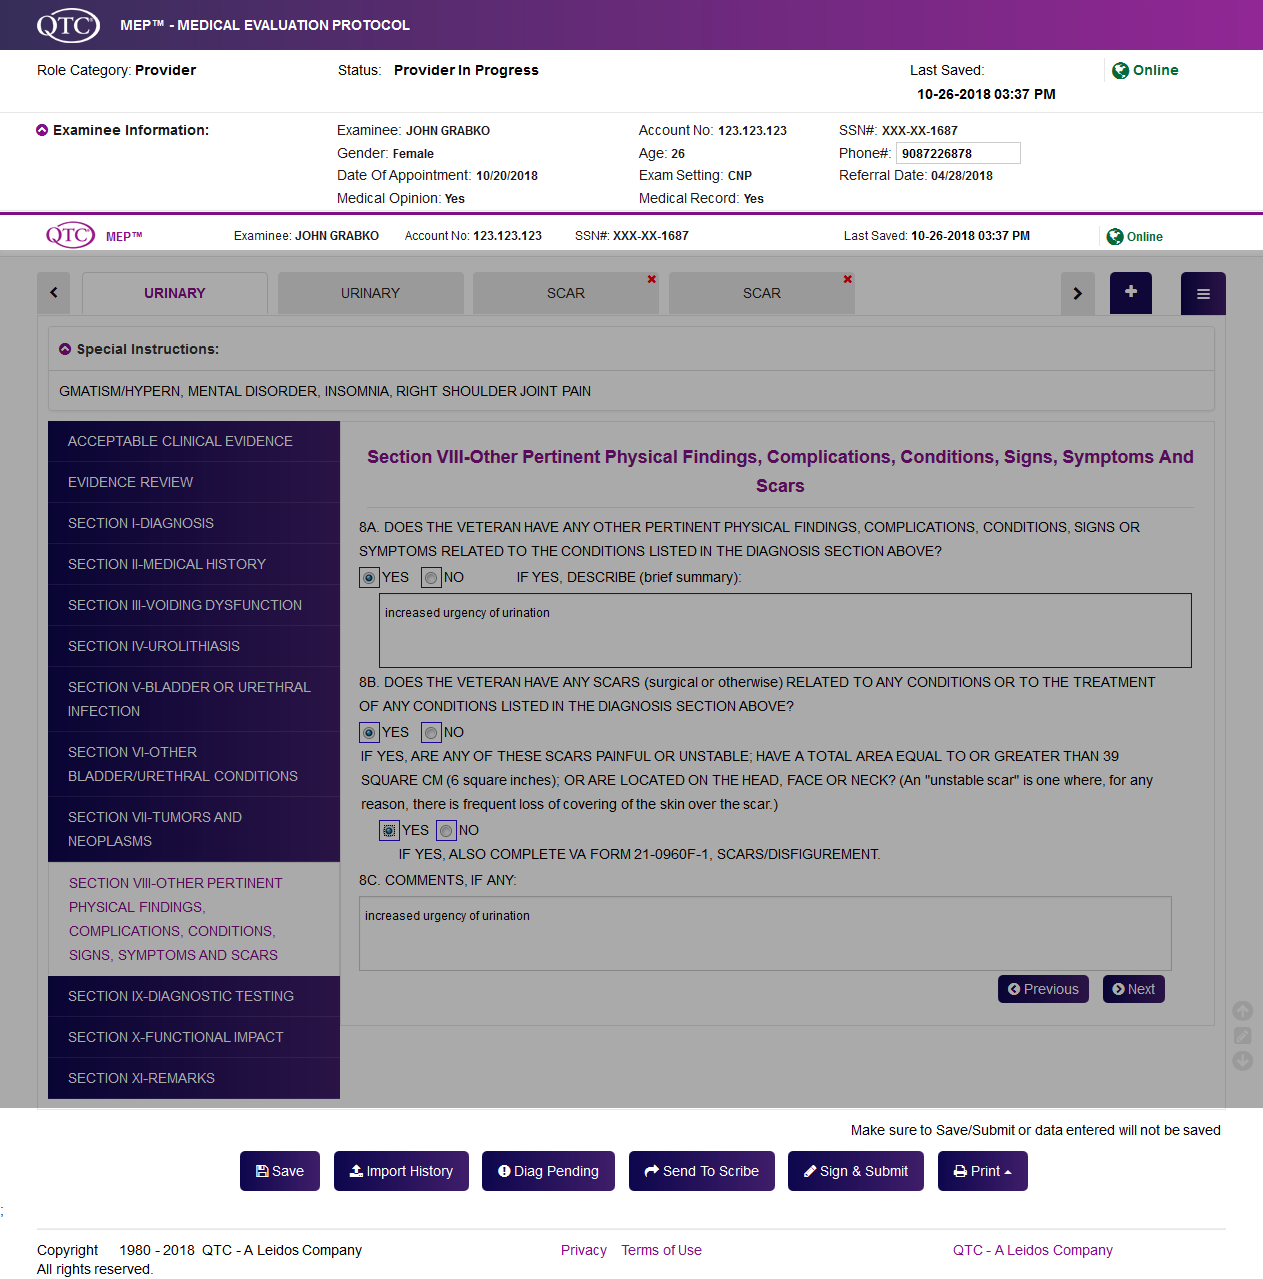 QTC® MEP™ - MEDICAL EVALUATION PROTOCOL
Role Category: Provider Status: Provider In Progress Last Saved: Online
10-26-2018 03:37 PM
Examinee Information: Examinee: JOHN GRABKO Account No: 123.123.123 SSN#: XXX-XX-1687
Gender: Female Age: 26 Phone#: 9087226878
Date Of Appointment: 10/20/2018 Exam Setting: CNP Referral Date: 04/28/2018
Medical Opinion: Yes Medical Record: Yes
QTC® MEP™ Examinee: JOHN GRABKO Account No: 123.123.123 SSN#: XXX-XX-1687 Last Saved: 10-26-2018 03:37 PM Online
URINARY URINARY SCAR SCAR
Special Instructions:
GMATISM/HYPERN, MENTAL DISORDER, INSOMNIA, RIGHT SHOULDER JOINT PAIN
ACCEPTABLE CLINICAL EVIDENCE
EVIDENCE REVIEW
SECTION I-DIAGNOSIS
SECTION II-MEDICAL HISTORY
SECTION III-VOIDING DYSFUNCTION
SECTION IV-UROLITHIASIS
SECTION V-BLADDER OR URETHRAL
INFECTION
SECTION VI-OTHER
BLADDER/URETHRAL CONDITIONS
SECTION VII-TUMORS AND
NEOPLASMS
SECTION VIII-OTHER PERTINENT
PHYSICAL FINDINGS,
COMPLICATIONS, CONDITIONS,
SIGNS, SYMPTOMS AND SCARS
SECTION IX-DIAGNOSTIC TESTING
SECTION X-FUNCTIONAL IMPACT
SECTION XI-REMARKS
Section VIII-Other Pertinent Physical Findings, Complications, Conditions, Signs, Symptoms And
Scars
8A. DOES THE VETERAN HAVE ANY OTHER PERTINENT PHYSICAL FINDINGS, COMPLICATIONS, CONDITIONS, SIGNS OR
SYMPTOMS RELATED TO THE CONDITIONS LISTED IN THE DIAGNOSIS SECTION ABOVE?
YES NO IF YES, DESCRIBE (brief summary):
increased urgency of urination
8B. DOES THE VETERAN HAVE ANY SCARS (surgical or otherwise) RELATED TO ANY CONDITIONS OR TO THE TREATMENT
OF ANY CONDITIONS LISTED IN THE DIAGNOSIS SECTION ABOVE?
YES NO
IF YES, ARE ANY OF THESE SCARS PAINFUL OR UNSTABLE; HAVE A TOTAL AREA EQUAL TO OR GREATER THAN 39
SQUARE CM (6 square inches); OR ARE LOCATED ON THE HEAD, FACE OR NECK? (An "unstable scar" is one where, for any
reason, there is frequent loss of covering of the skin over the scar.)
YES NO
IF YES, ALSO COMPLETE VA FORM 21-0960F-1, SCARS/DISFIGUREMENT.
8C. COMMENTS, IF ANY:
increased urgency of urination
Previous Next
Make sure to Save/Submit or data entered will not be saved
Save Import History Diag Pending Send To Scribe Sign & Submit Print
;
Copyright 1980 - 2018 QTC - A Leidos Company Privacy Terms of Use QTC - A Leidos Company
All rights reserved.